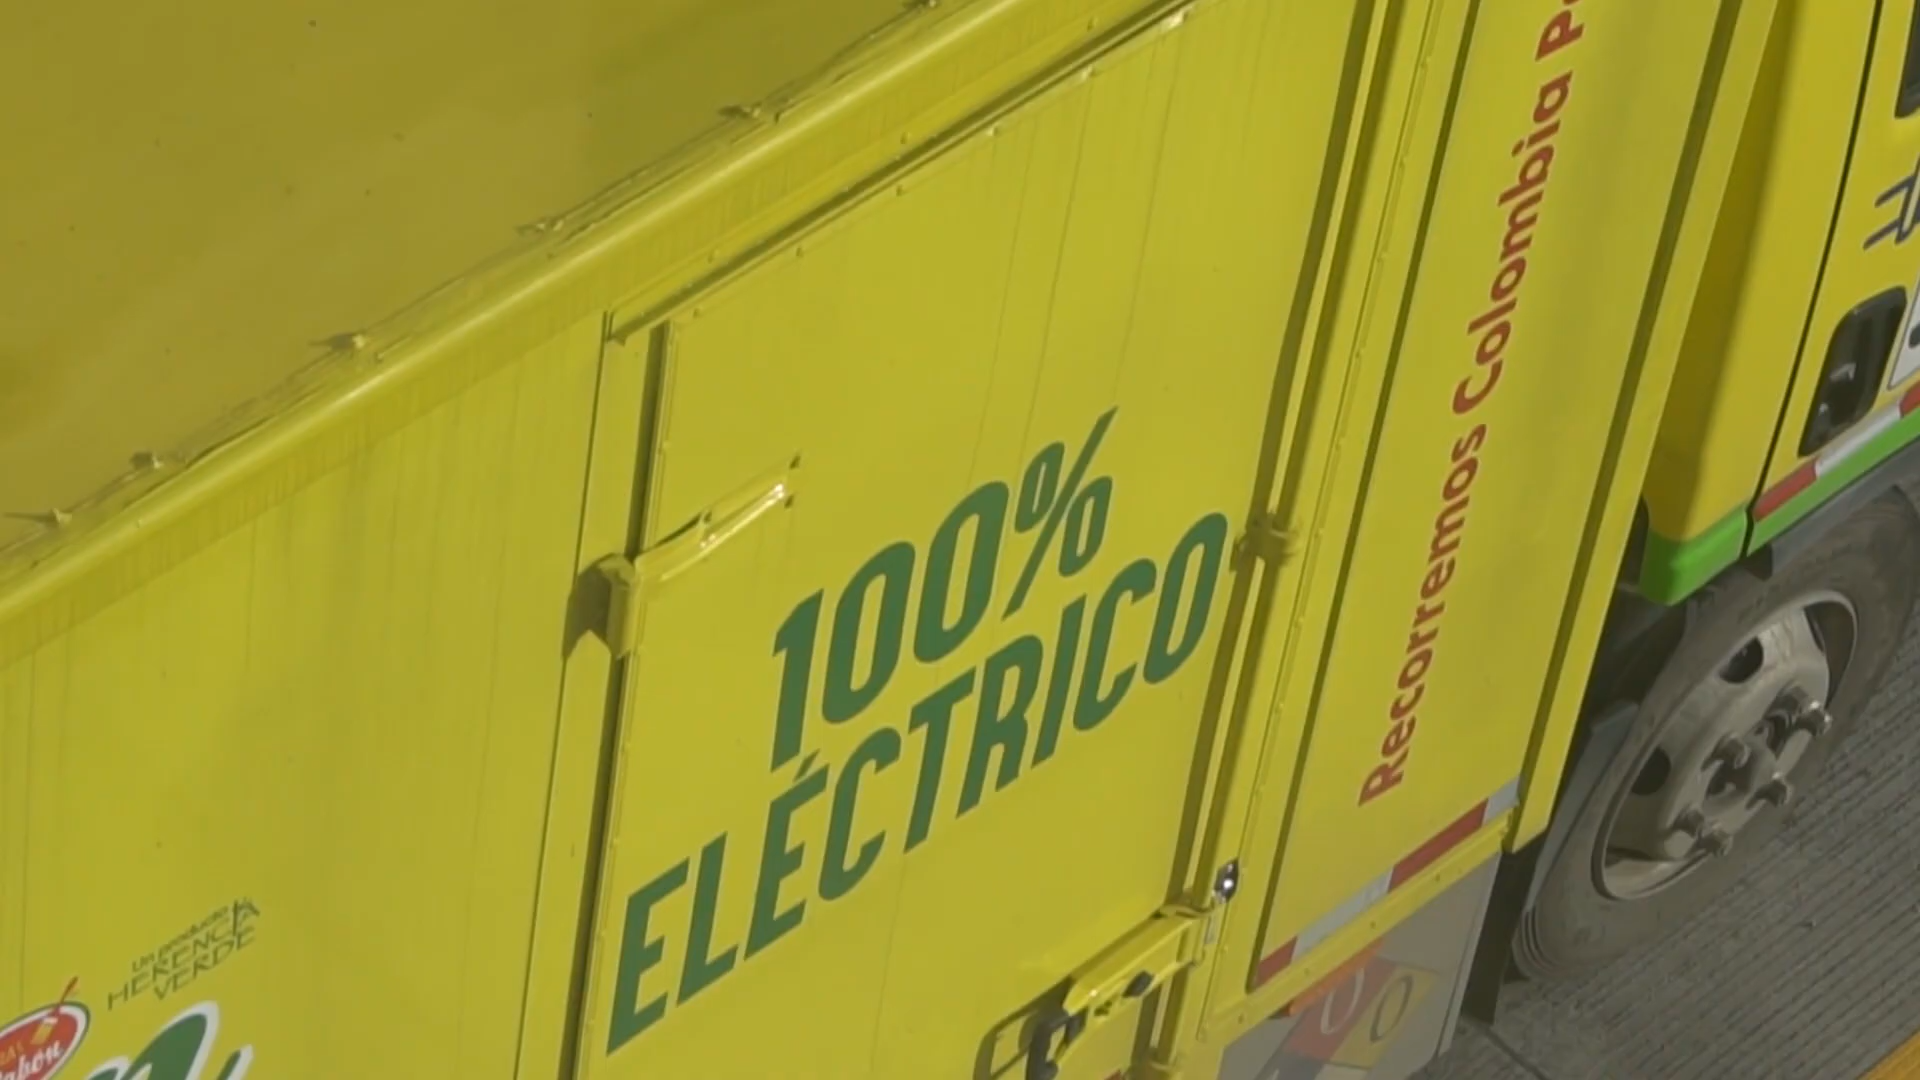 100%
ELÉCTRICO
Recorremos Colombia
Un producto
HERENCIA
VERDE